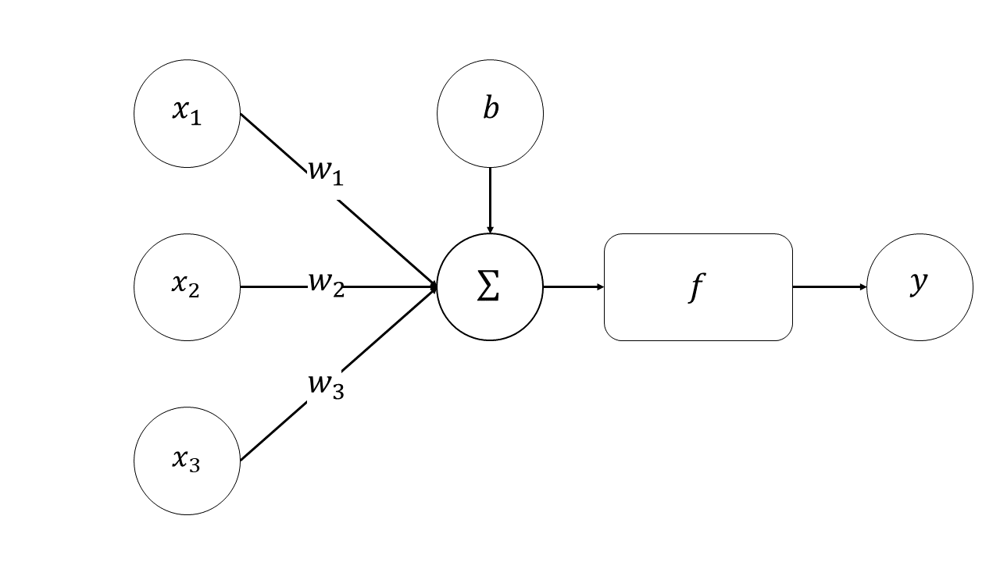 x₁
b
w₁
x₂
w₂
Σ
f
y
w₃
x₃